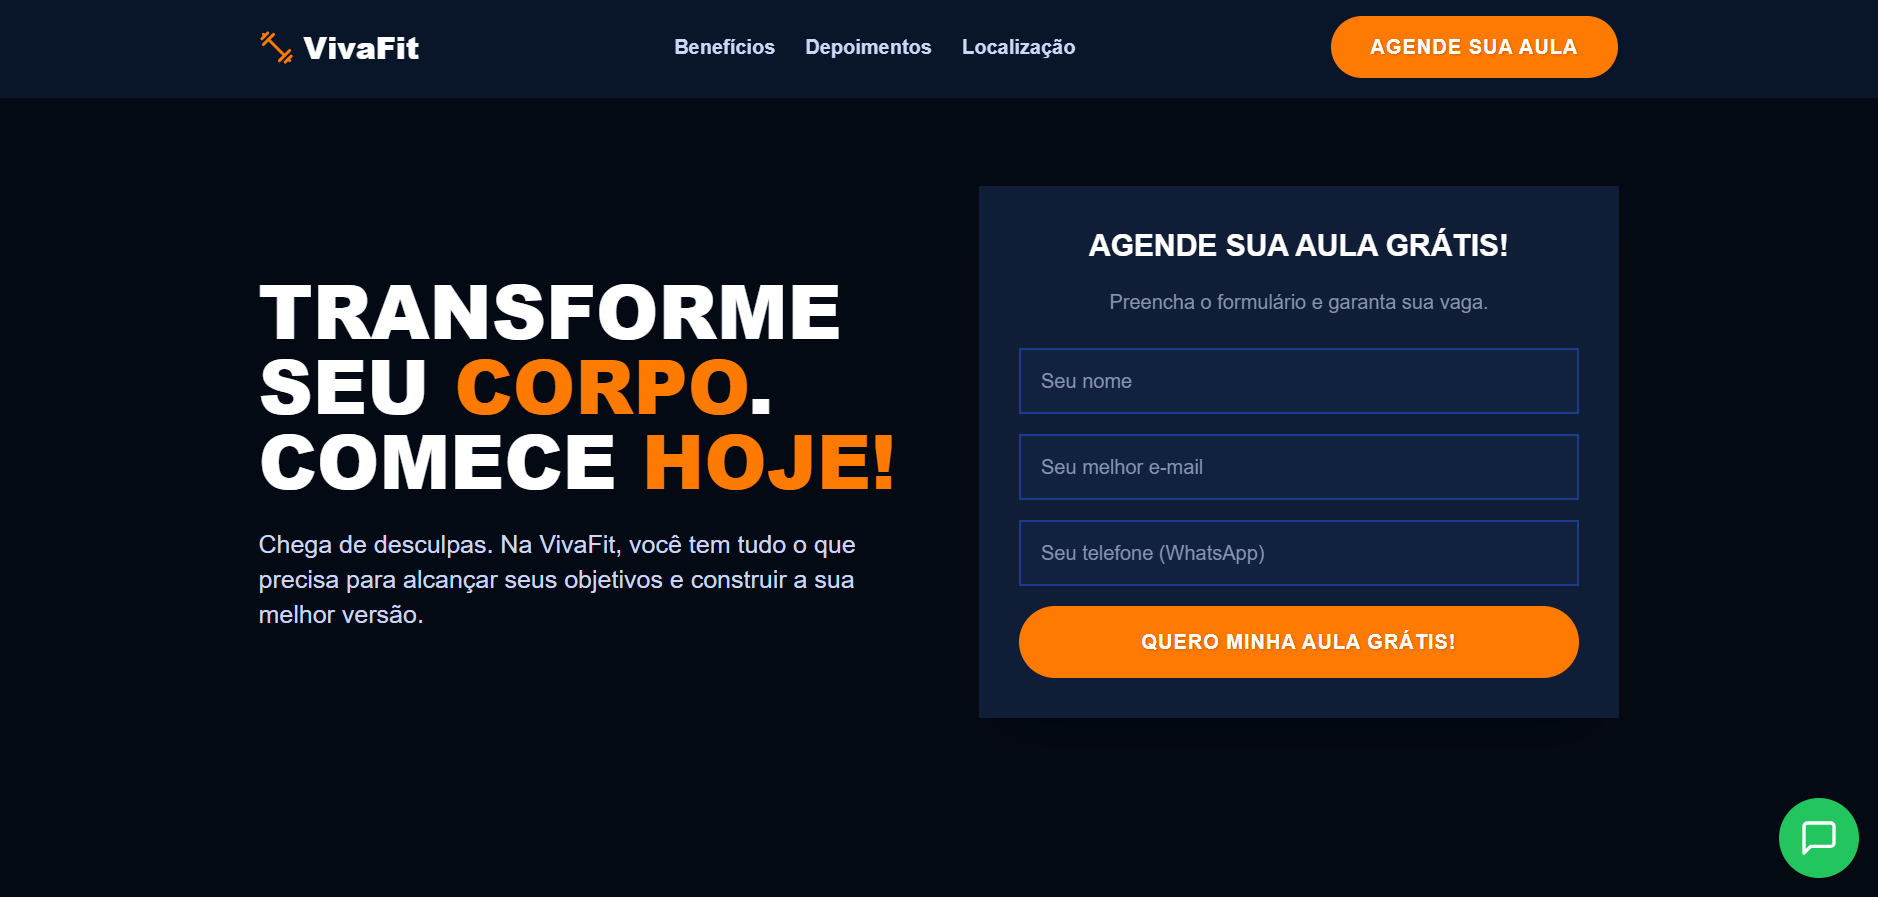 VivaFit
Benefícios
Depoimentos
Localização
AGENDE SUA AULA
TRANSFORME
SEU CORPO.
COMECE HOJE!
Chega de desculpas. Na VivaFit, você tem tudo o que
precisa para alcançar seus objetivos e construir a sua
melhor versão.
AGENDE SUA AULA GRÁTIS!
Preencha o formulário e garanta sua vaga.
Seu nome
Seu melhor e-mail
Seu telefone (WhatsApp)
QUERO MINHA AULA GRÁTIS!